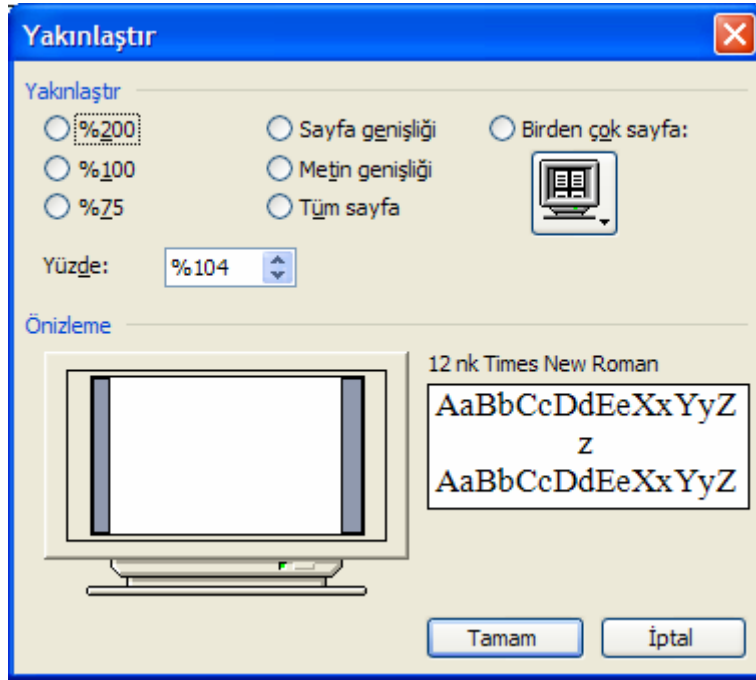 Yakınlaştır
Yakınlaştır
%200 Sayfa genişliği Birden çok sayfa:
%100 Metin genişliği
%75 Tüm sayfa
Yüzde: %104
Önizleme
12 nk Times New Roman
AaBbCcDdEeXxYyZ
z
AaBbCcDdEeXxYyZ
Tamam İptal